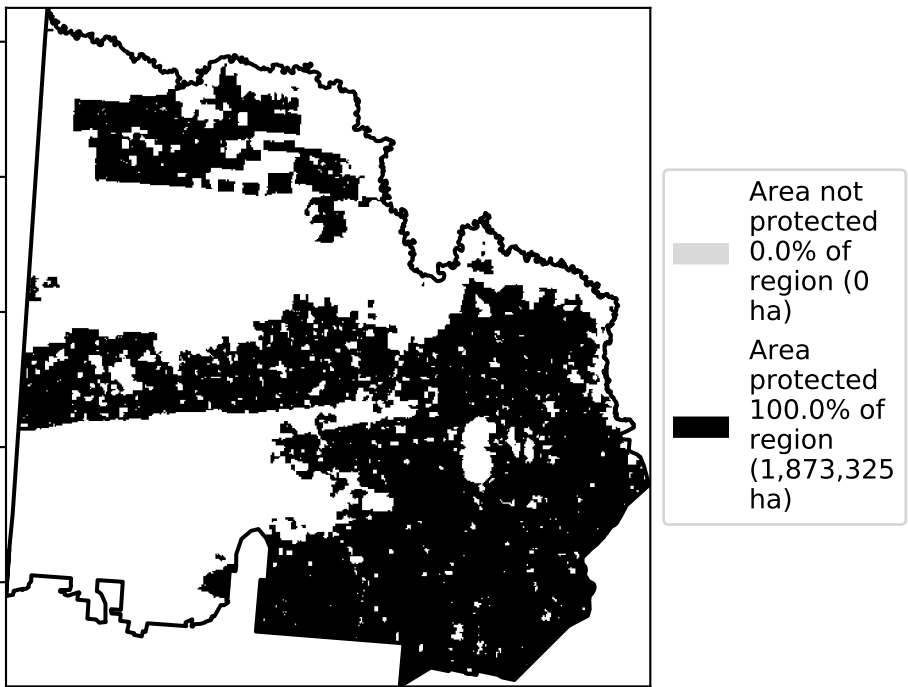 Area not
protected
0.0% of
region (0
ha)
Area
protected
100.0% of
region
(1,873,325
ha)